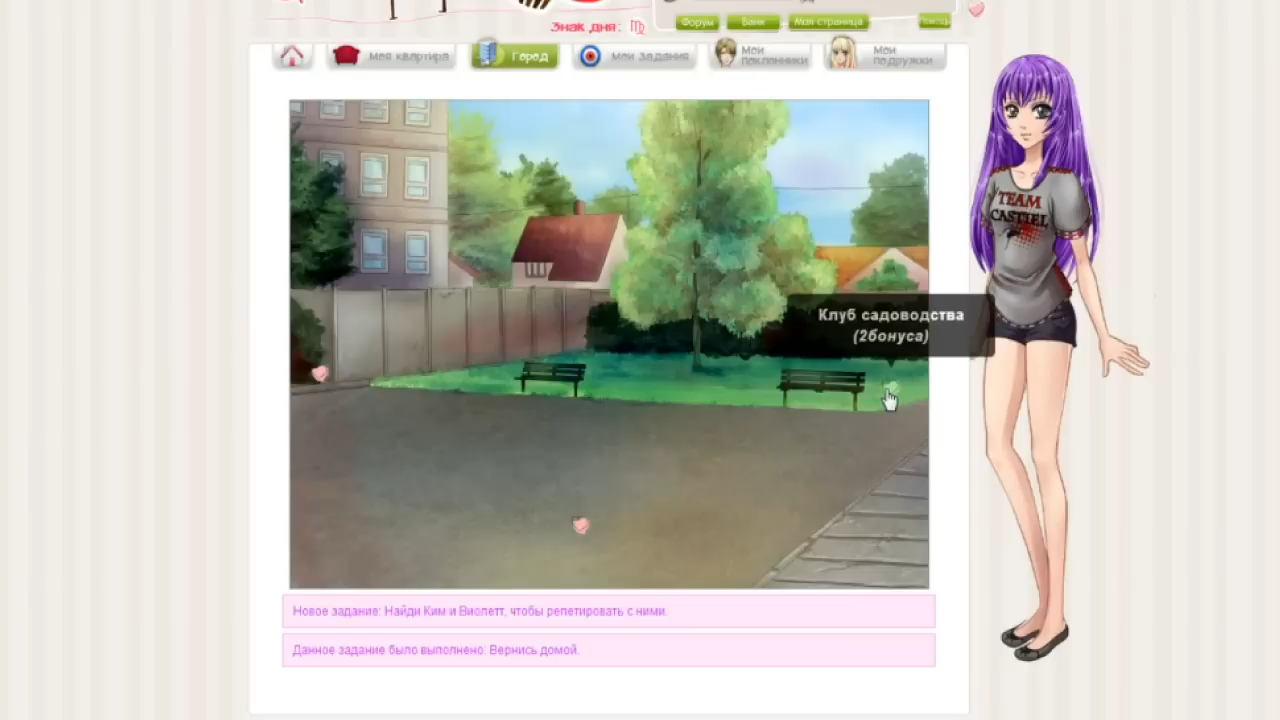 Знак дня:
Форум
Банк
Моя страница
Помощь
Моя квартира
Город
Мои задания
Мои
поклонники
Мои
подружки
TEAM
CASTIEL
Клуб садоводства
(2бонуса)
Новое задание: Найди Ким и Виолетт, чтобы репетировать с ними.
Данное задание было выполнено: Вернись домой.